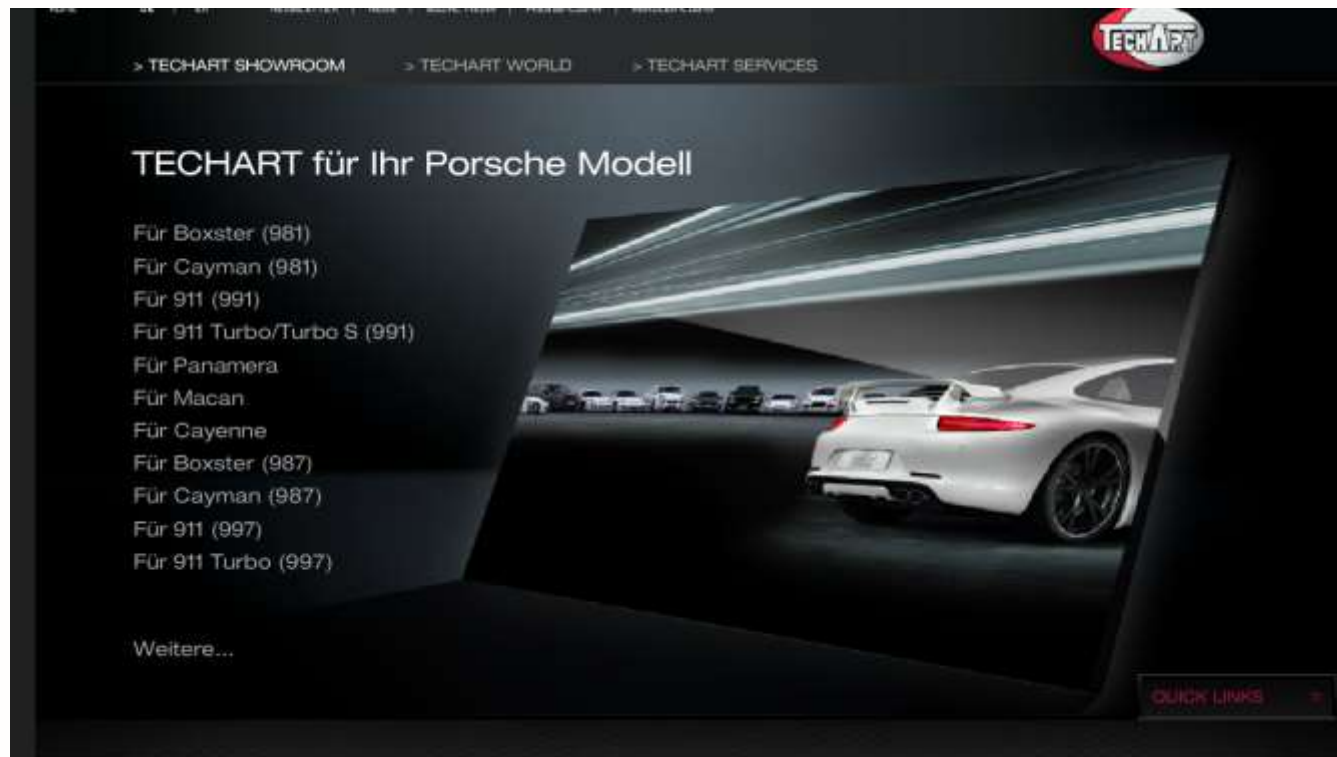 > TECHART SHOWROOM > TECHART WORLD > TECHART SERVICES
TECHART
TECHART für Ihr Porsche Modell
Für Boxster (981)
Für Cayman (981)
Für 911 (991)
Für 911 Turbo/Turbo S (991)
Für Panamera
Für Macan
Für Cayenne
Für Boxster (987)
Für Cayman (987)
Für 911 (997)
Für 911 Turbo (997)
Weitere...
QUICK LINKS